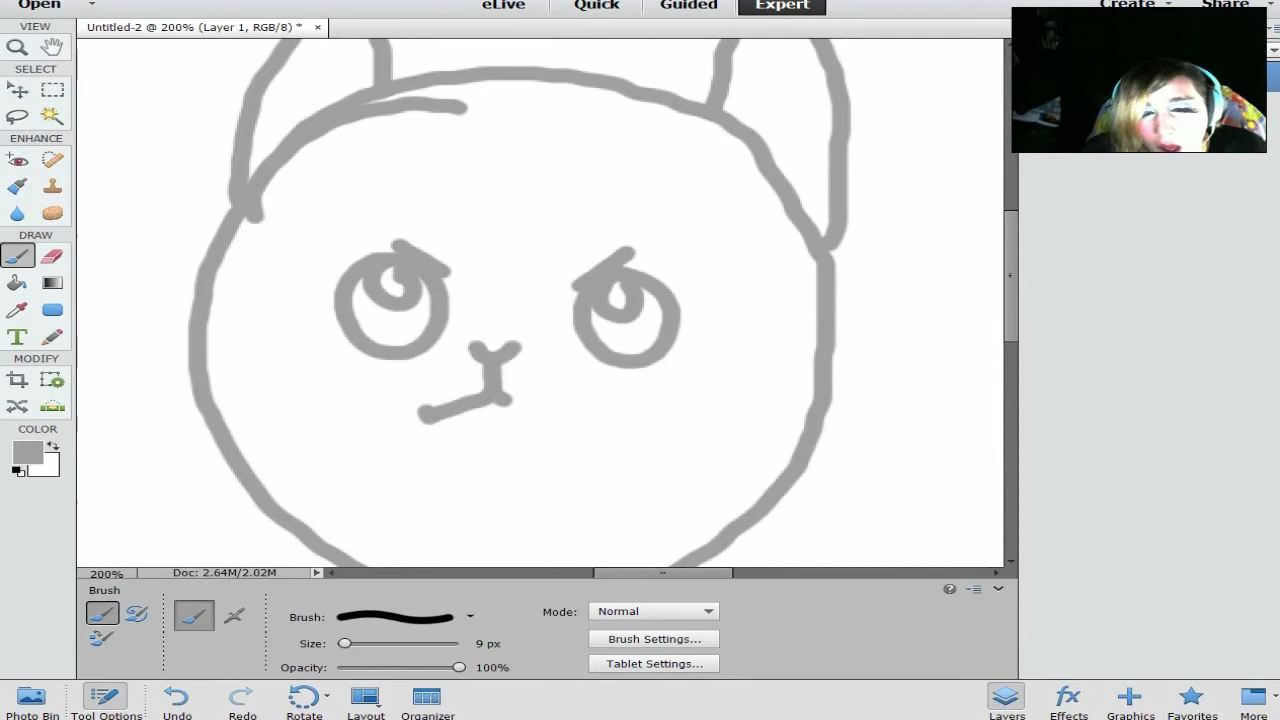 Open eLive Quick Guided Expert Create Share
Untitled-2 @ 200% (Layer 1, RGB/8) * ×
VIEW
SELECT
ENHANCE
DRAW
T
MODIFY
COLOR
200% Doc: 2.64M/2.02M
Brush
Brush:
Size: 9 px
Opacity: 100%
Mode: Normal
Brush Settings...
Tablet Settings...
Photo Bin Tool Options Undo Redo Rotate Layout Organizer Layers Effects Graphics Favorites More